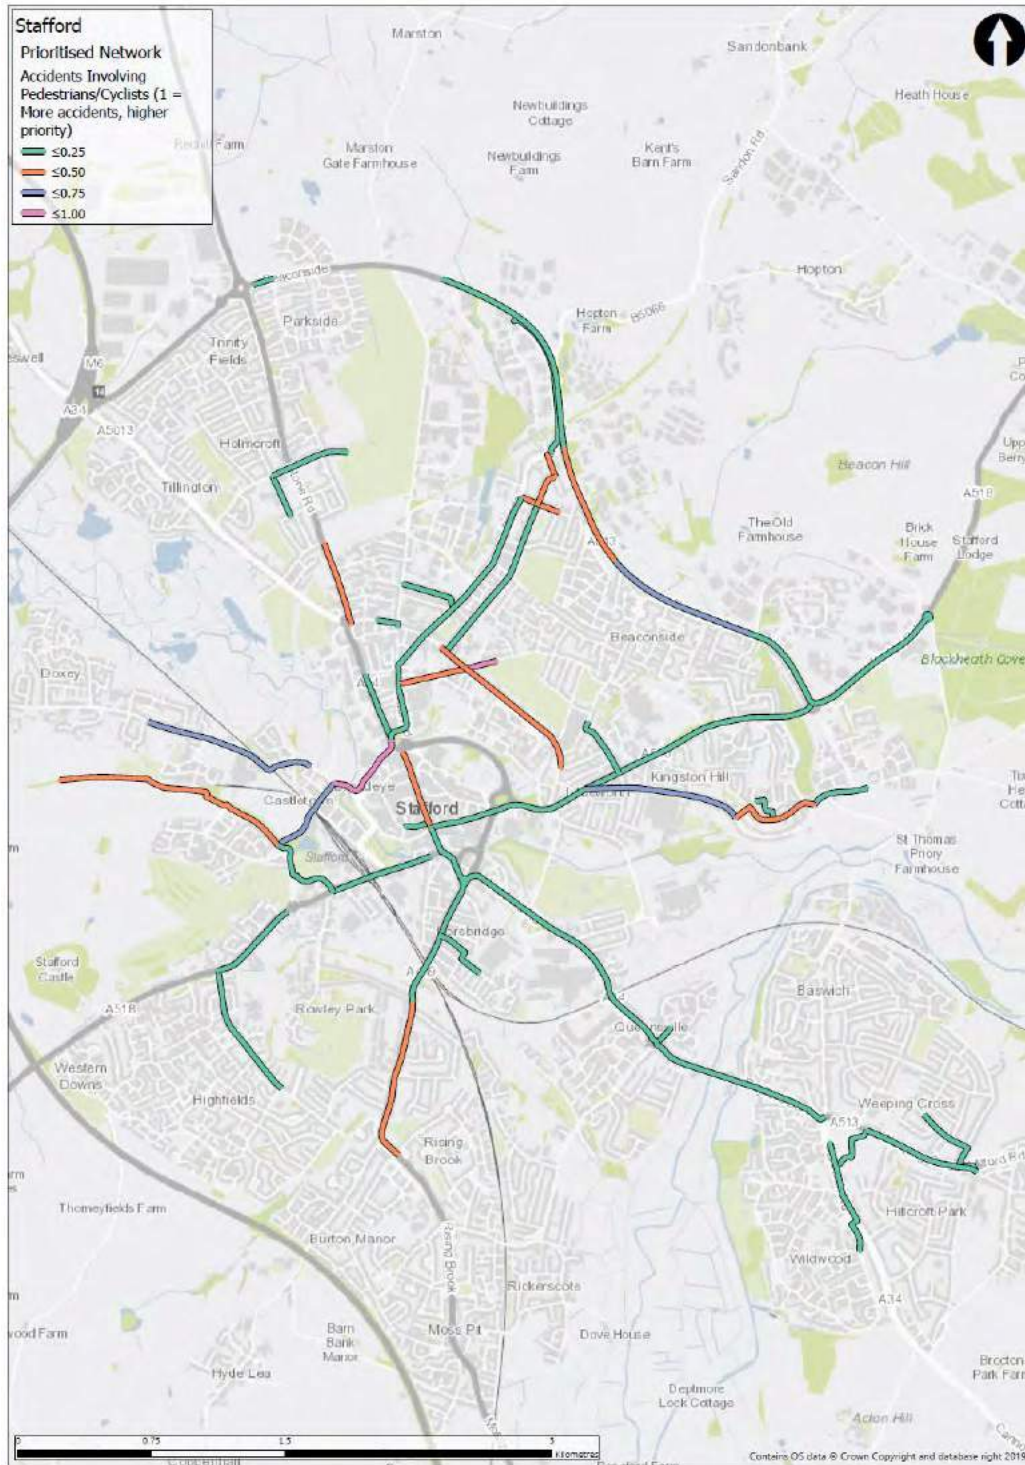 Stafford
Prioritised Network
Accidents Involving
Pedestrians/Cyclists (1 =
More accidents, higher
priority)
≤0.25
≤0.50
≤0.75
≤1.00
Marston
Sandonbank
Heath House
Newbuildings
Cottage
Marston
Gate Farmhouse
Newbuildings
Farm
Kent's
Barn Farm
Sandon Rd
Farm
Hopton
Parkside
Hopton
Farm
B5066
Trinity
Fields
M6
14
A34
A5013
Holmcroft
Tillington
Beacon Hill
A518
The Old
Farmhouse
Brick
House
Farm
Stafford
Lodge
Beaconside
Doxey
Kingston Hill
Castletown
Stafford
Stafford
St Thomas
Priory
Farmhouse
Stafford
Castle
A518
Rowley Park
Baswich
Queensville
Western
Downs
Highfields
Weeping Cross
A513
Rising
Brook
Thorneyfields Farm
Hillcroft Park
Burton Manor
Rising Brook
Wildwood
Rickerscote
A34
Moss Pit
Barn
Bank
Manor
Dove House
Hyde Lea
Brocton
Park Farm
Deptmore
Lock Cottage
0 0.75 1.5 3
Kilometres
Contains OS data © Crown Copyright and database right 2019